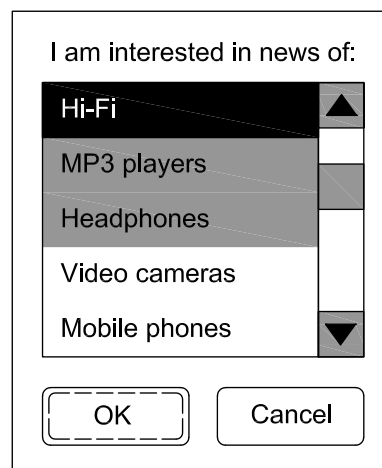 I am interested in news of:
Hi-Fi
MP3 players
Headphones
Video cameras
Mobile phones
OK
Cancel